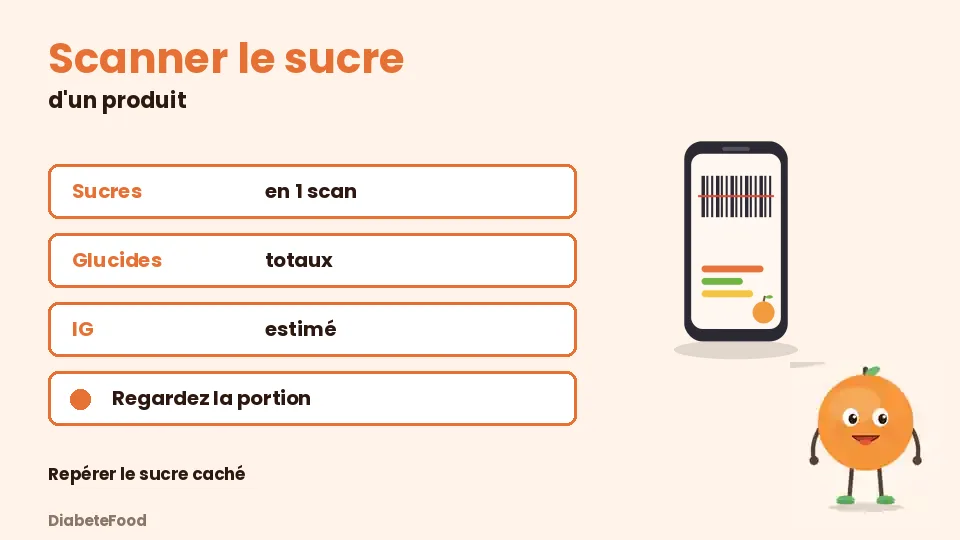 Scanner le sucre
d'un produit
Sucres en 1 scan
Glucides totaux
IG estimé
Regardez la portion
Repérer le sucre caché
DiabeteFood